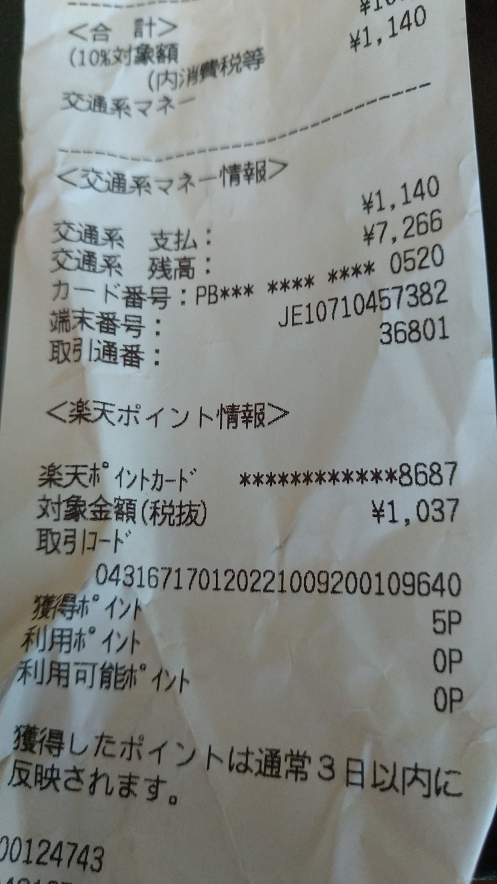 <合 計>
(10%対象額
(内消費税等
¥1,140
交通系マネー
<交通系マネー情報>
交通系 支払: ¥1,140
交通系 残高: ¥7,266
カード番号:PB*** **** **** 0520
端末番号: JE10710457382
取引通番: 36801
<楽天ポイント情報>
楽天ポイントカード ************8687
対象金額(税抜) ¥1,037
取引コード
043167170120221009200109640
獲得ポイント 5P
利用ポイント 0P
利用可能ポイント 0P
獲得したポイントは通常3日以内に
反映されます。
00124743